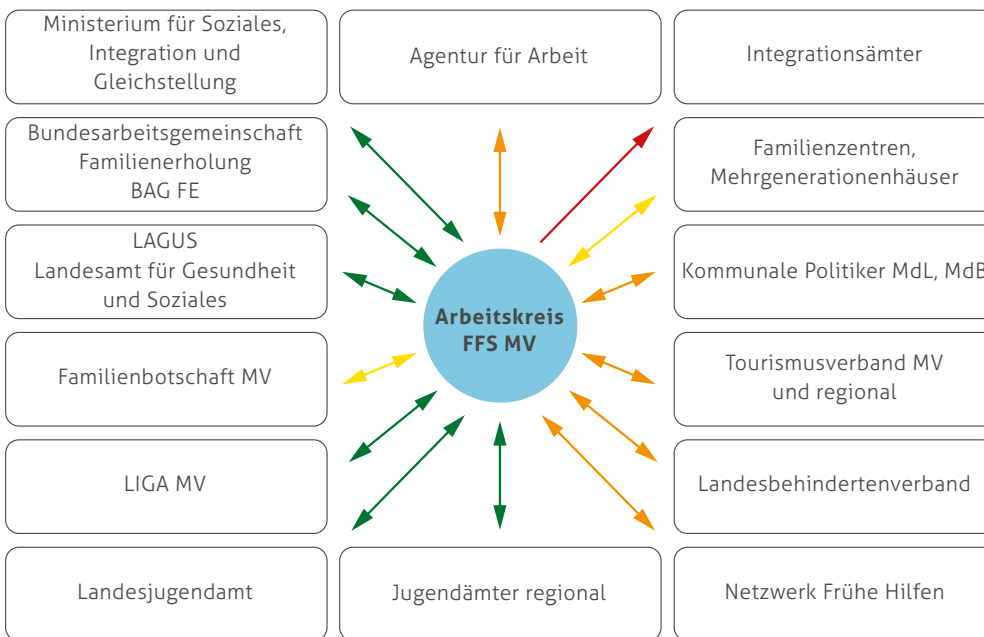 Ministerium für Soziales,
Integration und
Gleichstellung
Agentur für Arbeit
Integrationsämter
Bundesarbeitsgemeinschaft
Familienerholung
BAG FE
Familienzentren,
Mehrgenerationenhäuser
LAGUS
Landesamt für Gesundheit
und Soziales
Arbeitskreis
FFS MV
Kommunale Politiker MdL, MdB
Familienbotschaft MV
Tourismusverband MV
und regional
LIGA MV
Landesbehindertenverband
Landesjugendamt
Jugendämter regional
Netzwerk Frühe Hilfen